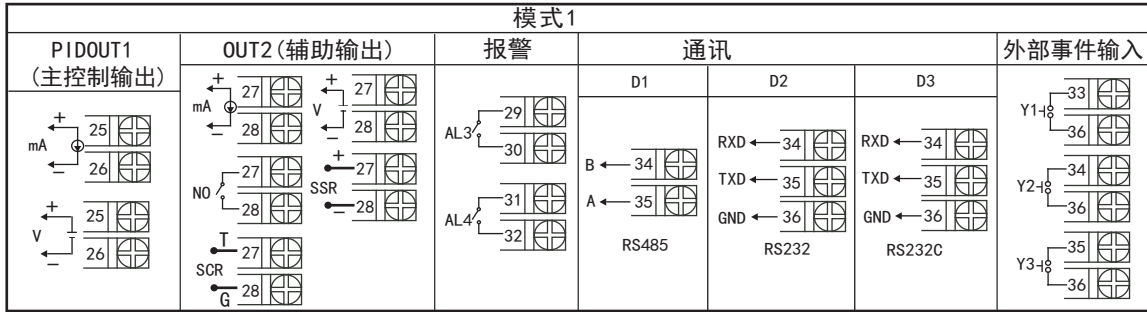 模式1
PIDOUT1
(主控制输出)
OUT2(辅助输出)
报警
通讯
外部事件输入
D1
D2
D3
+
mA
−
25
26
+
V
−
25
26
+
mA
−
27
28
+
V
−
27
28
NO
27
28
+
SSR
−
27
28
T
SCR
G
27
28
AL3
29
30
AL4
31
32
B
34
A
35
RS485
RXD
34
TXD
35
GND
36
RS232
RXD
34
TXD
35
GND
36
RS232C
Y1
33
36
Y2
34
36
Y3
35
36